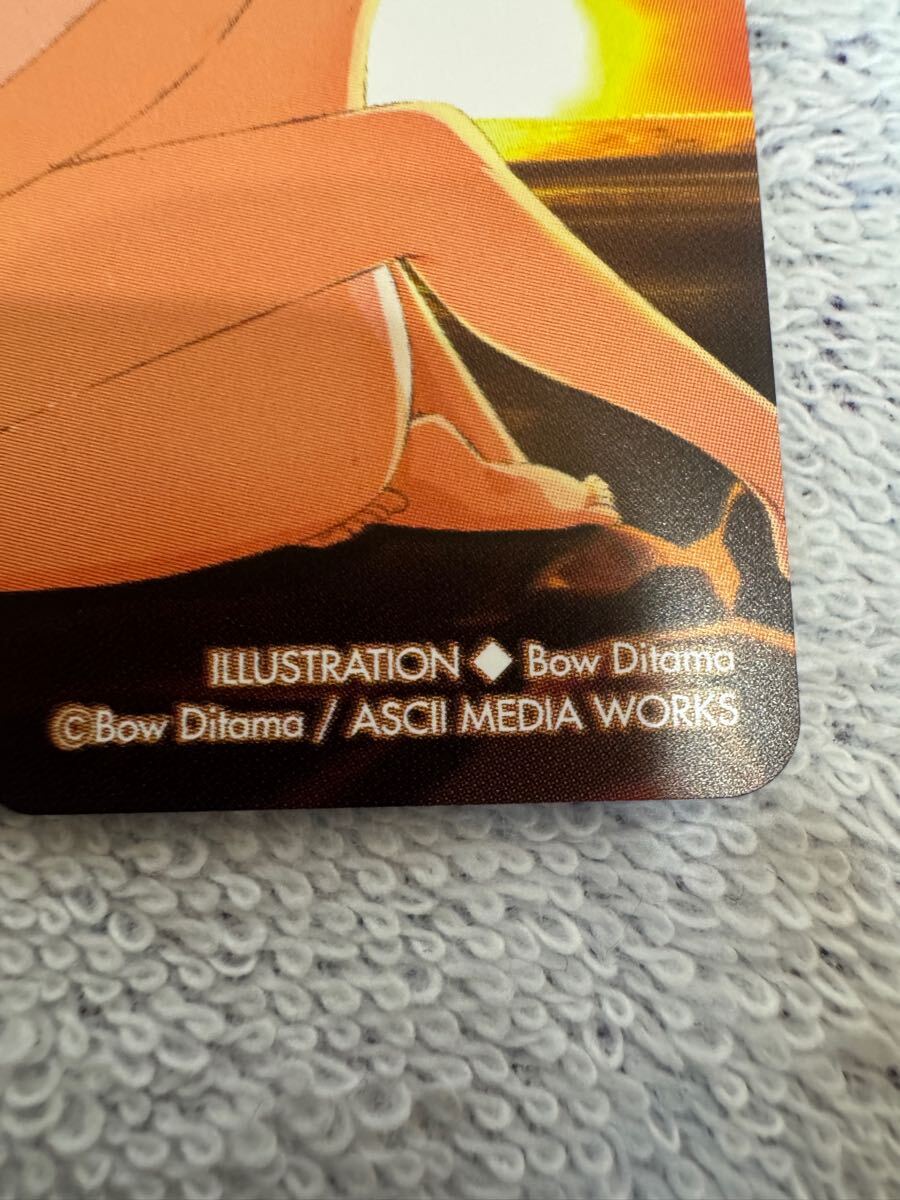 ILLUSTRATION ◆ Bow Ditama
©Bow Ditama / ASCII MEDIA WORKS